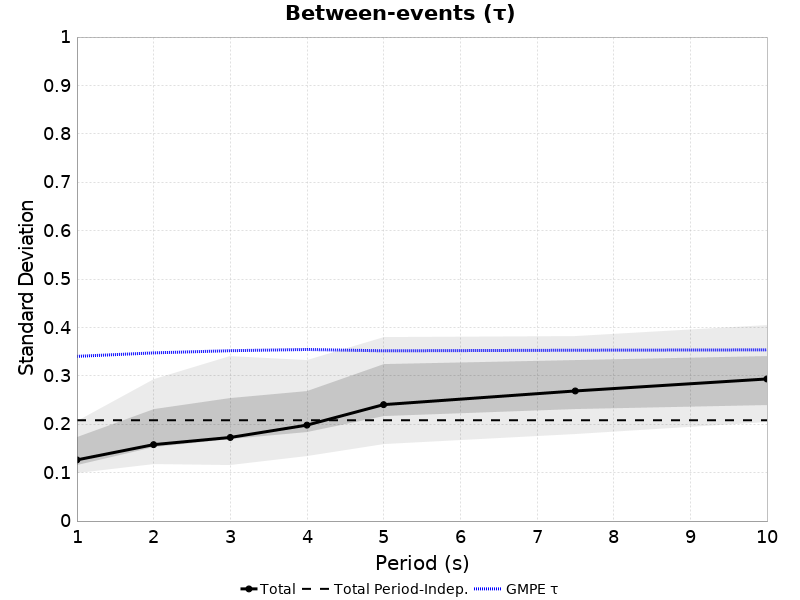 Between-events (τ)
1
0.9
0.8
0.7
0.6
0.5
0.4
0.3
0.2
0.1
0
Standard Deviation
1 2 3 4 5 6 7 8 9 10
Period (s)
Total Total Period-Indep. GMPE τ